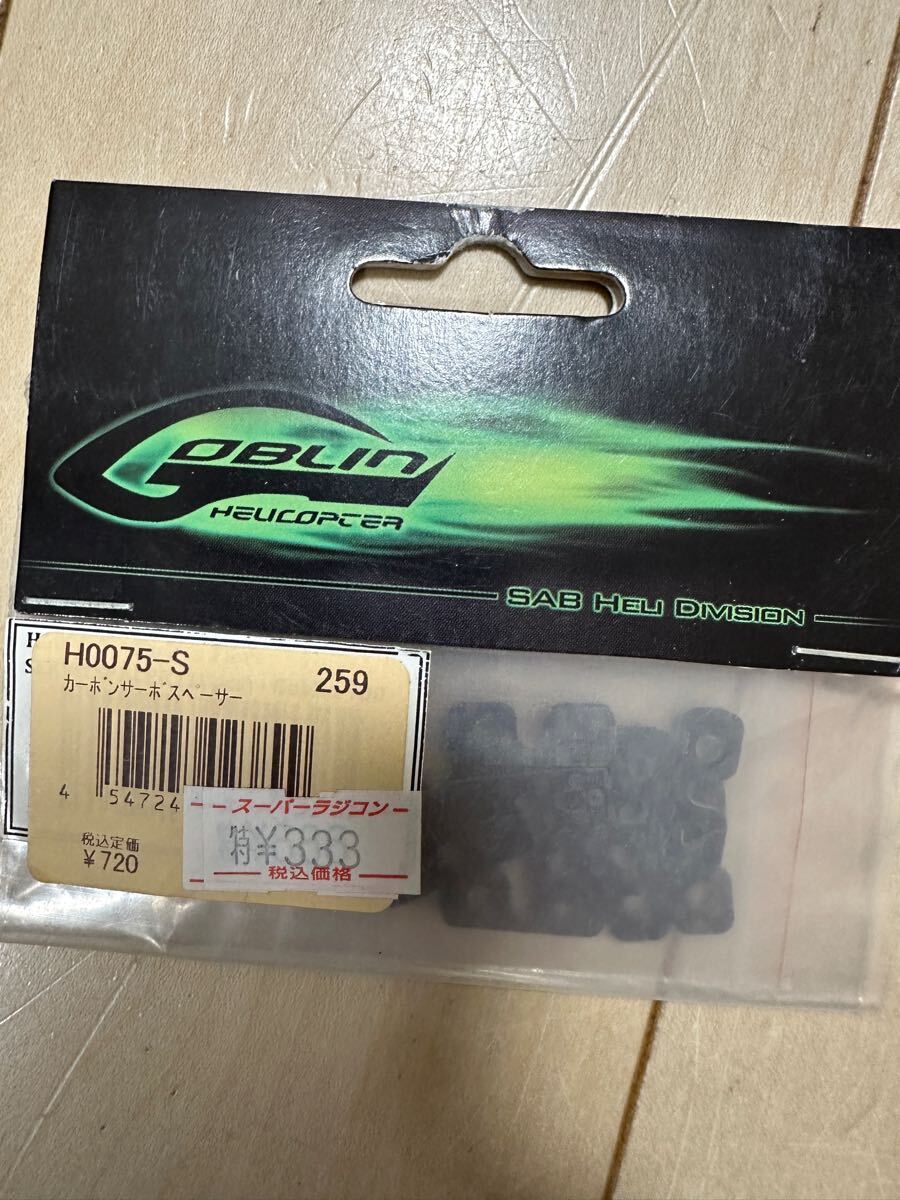 GOBLIN
HELICOPTER
SAB HELI DIVISION
H
S
H0075-S
259
カーボンサーボスペーサー
4 54724
税込定価
¥720
スーパーラジコン
特¥333
税込価格